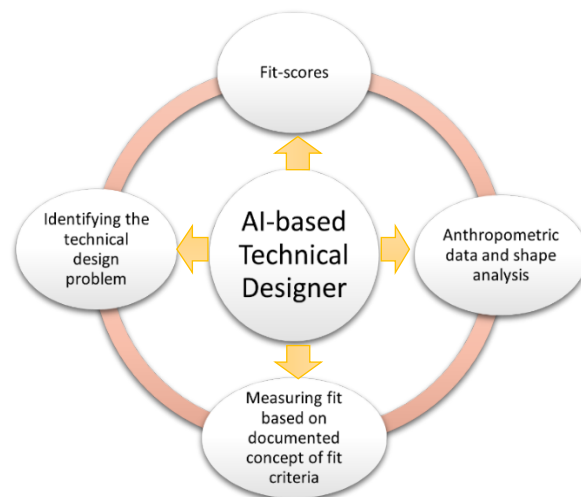 Fit-scores
Identifying the
technical
design
problem
AI-based
Technical
Designer
Anthropometric
data and shape
analysis
Measuring fit
based on
documented
concept of fit
criteria